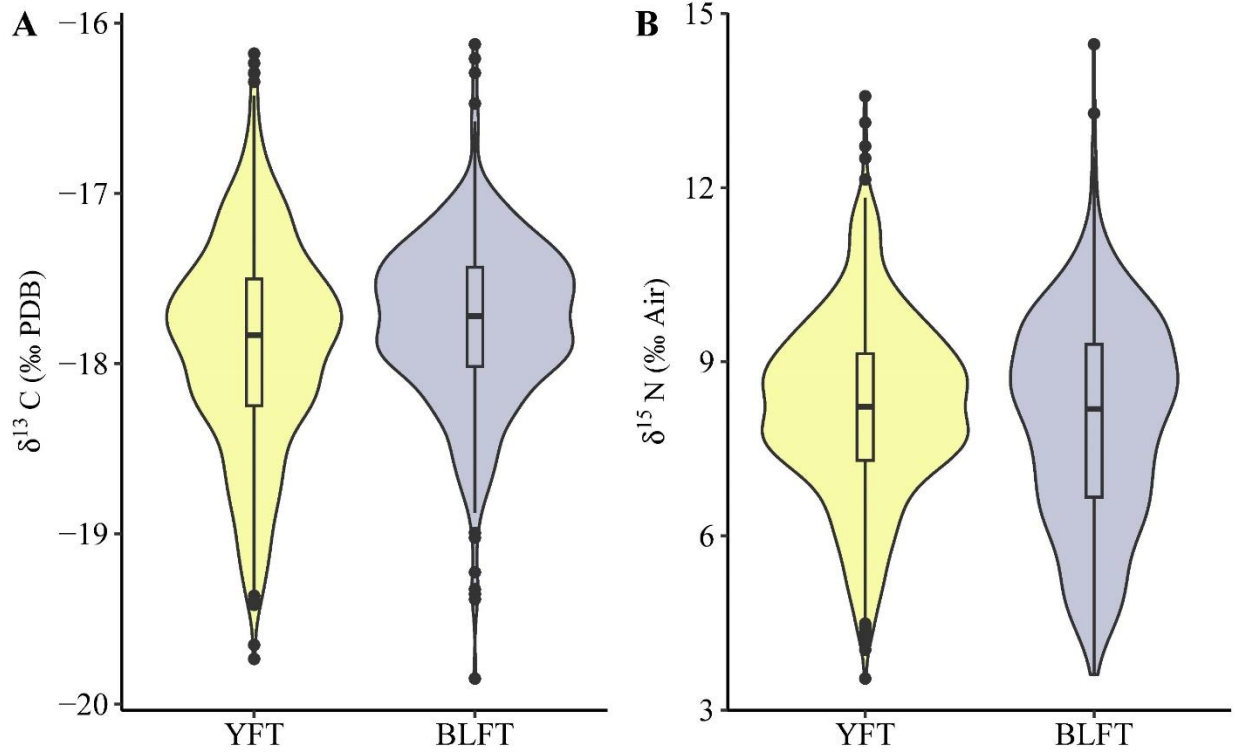 A
δ¹³ C (‰ PDB)
−16
−17
−18
−19
−20
YFT
BLFT
B
δ¹⁵ N (‰ Air)
15
12
9
6
3
YFT
BLFT